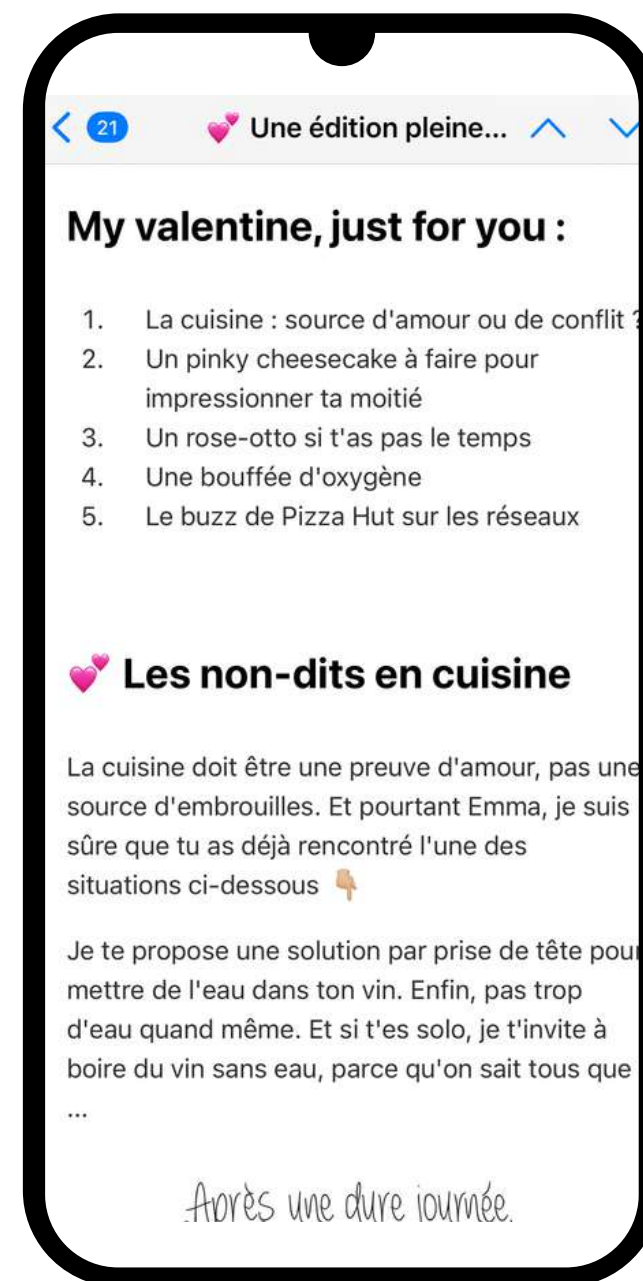 21
💕 Une édition pleine...
My valentine, just for you :
1. La cuisine : source d'amour ou de conflit ?
2. Un pinky cheesecake à faire pour
impressionner ta moitié
3. Un rose-otto si t'as pas le temps
4. Une bouffée d'oxygène
5. Le buzz de Pizza Hut sur les réseaux
💕 Les non-dits en cuisine
La cuisine doit être une preuve d'amour, pas une
source d'embrouilles. Et pourtant Emma, je suis
sûre que tu as déjà rencontré l'une des
situations ci-dessous 👇🏼
Je te propose une solution par prise de tête pour
mettre de l'eau dans ton vin. Enfin, pas trop
d'eau quand même. Et si t'es solo, je t'invite à
boire du vin sans eau, parce qu'on sait tous que
...
Après une dure journée.